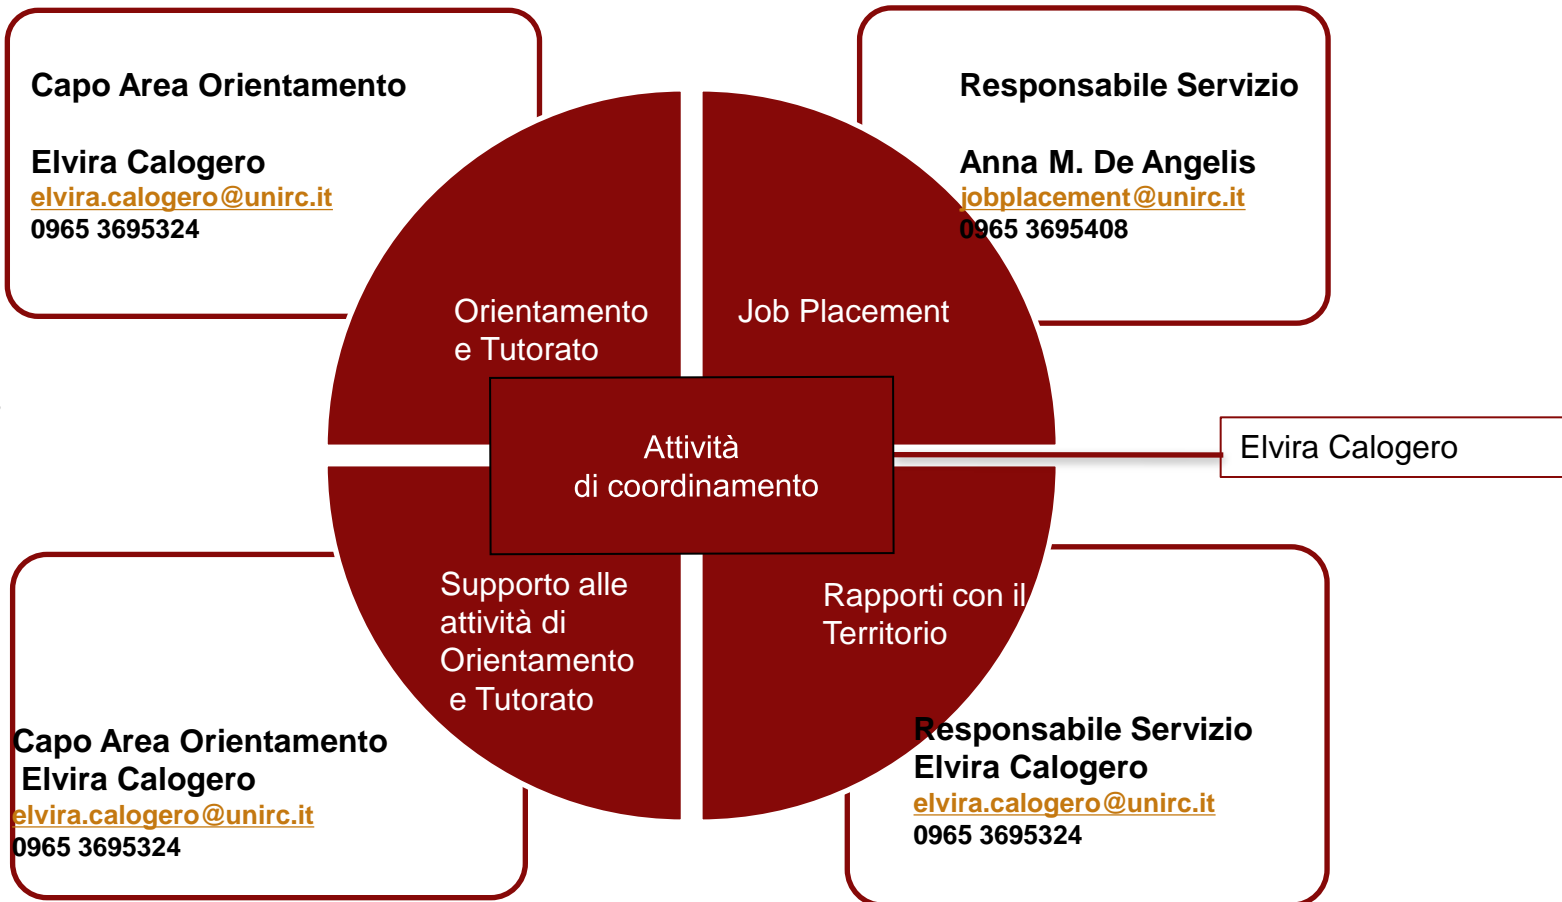 Capo Area Orientamento
Elvira Calogero
elvira.calogero@unirc.it
0965 3695324
Responsabile Servizio
Anna M. De Angelis
jobplacement@unirc.it
0965 3695408
Orientamento
e Tutorato
Job Placement
Attività
di coordinamento
Elvira Calogero
Supporto alle
attività di
Orientamento
e Tutorato
Rapporti con il
Territorio
Capo Area Orientamento
Elvira Calogero
elvira.calogero@unirc.it
0965 3695324
Responsabile Servizio
Elvira Calogero
elvira.calogero@unirc.it
0965 3695324